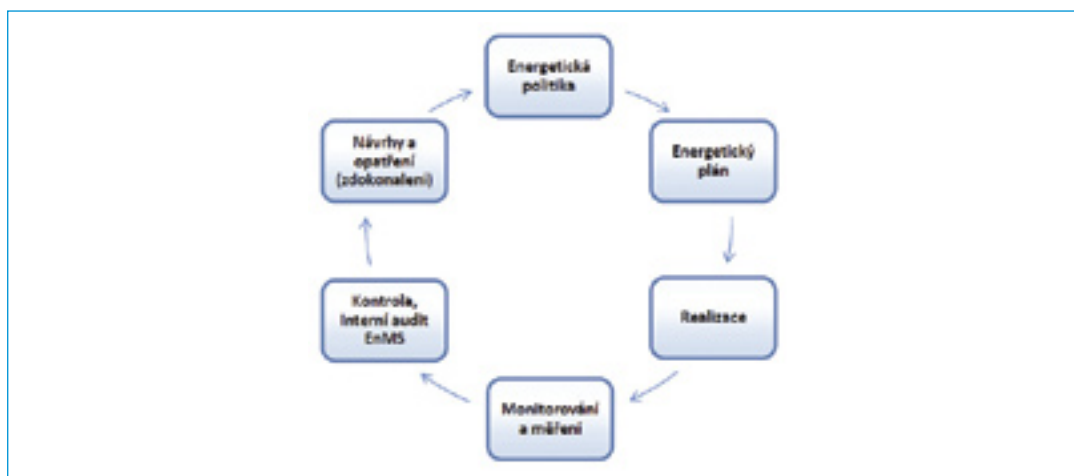 Energetická
politika
Energetický
plán
Realizace
Monitorování
a měření
Kontrola,
Interní audit
EnMS
Návrhy a
opatření
(zdokonalení)